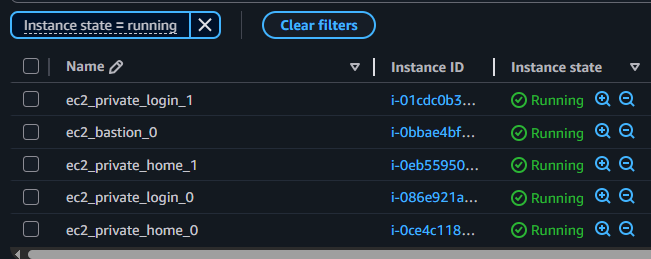 Instance state = running Clear filters
Name Instance ID Instance state
ec2_private_login_1 i-01cdc0b3... Running
ec2_bastion_0 i-0bbae4bf... Running
ec2_private_home_1 i-0eb55950... Running
ec2_private_login_0 i-086e921a... Running
ec2_private_home_0 i-0ce4c118... Running